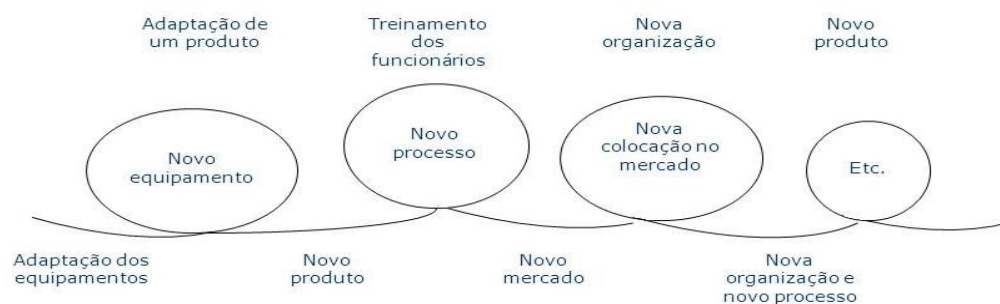 Adaptação de
um produto
Treinamento
dos
funcionários
Nova
organização
Novo
produto
Novo
equipamento
Novo
processo
Nova
colocação no
mercado
Etc.
Adaptação dos
equipamentos
Novo
produto
Novo
mercado
Nova
organização e
novo processo